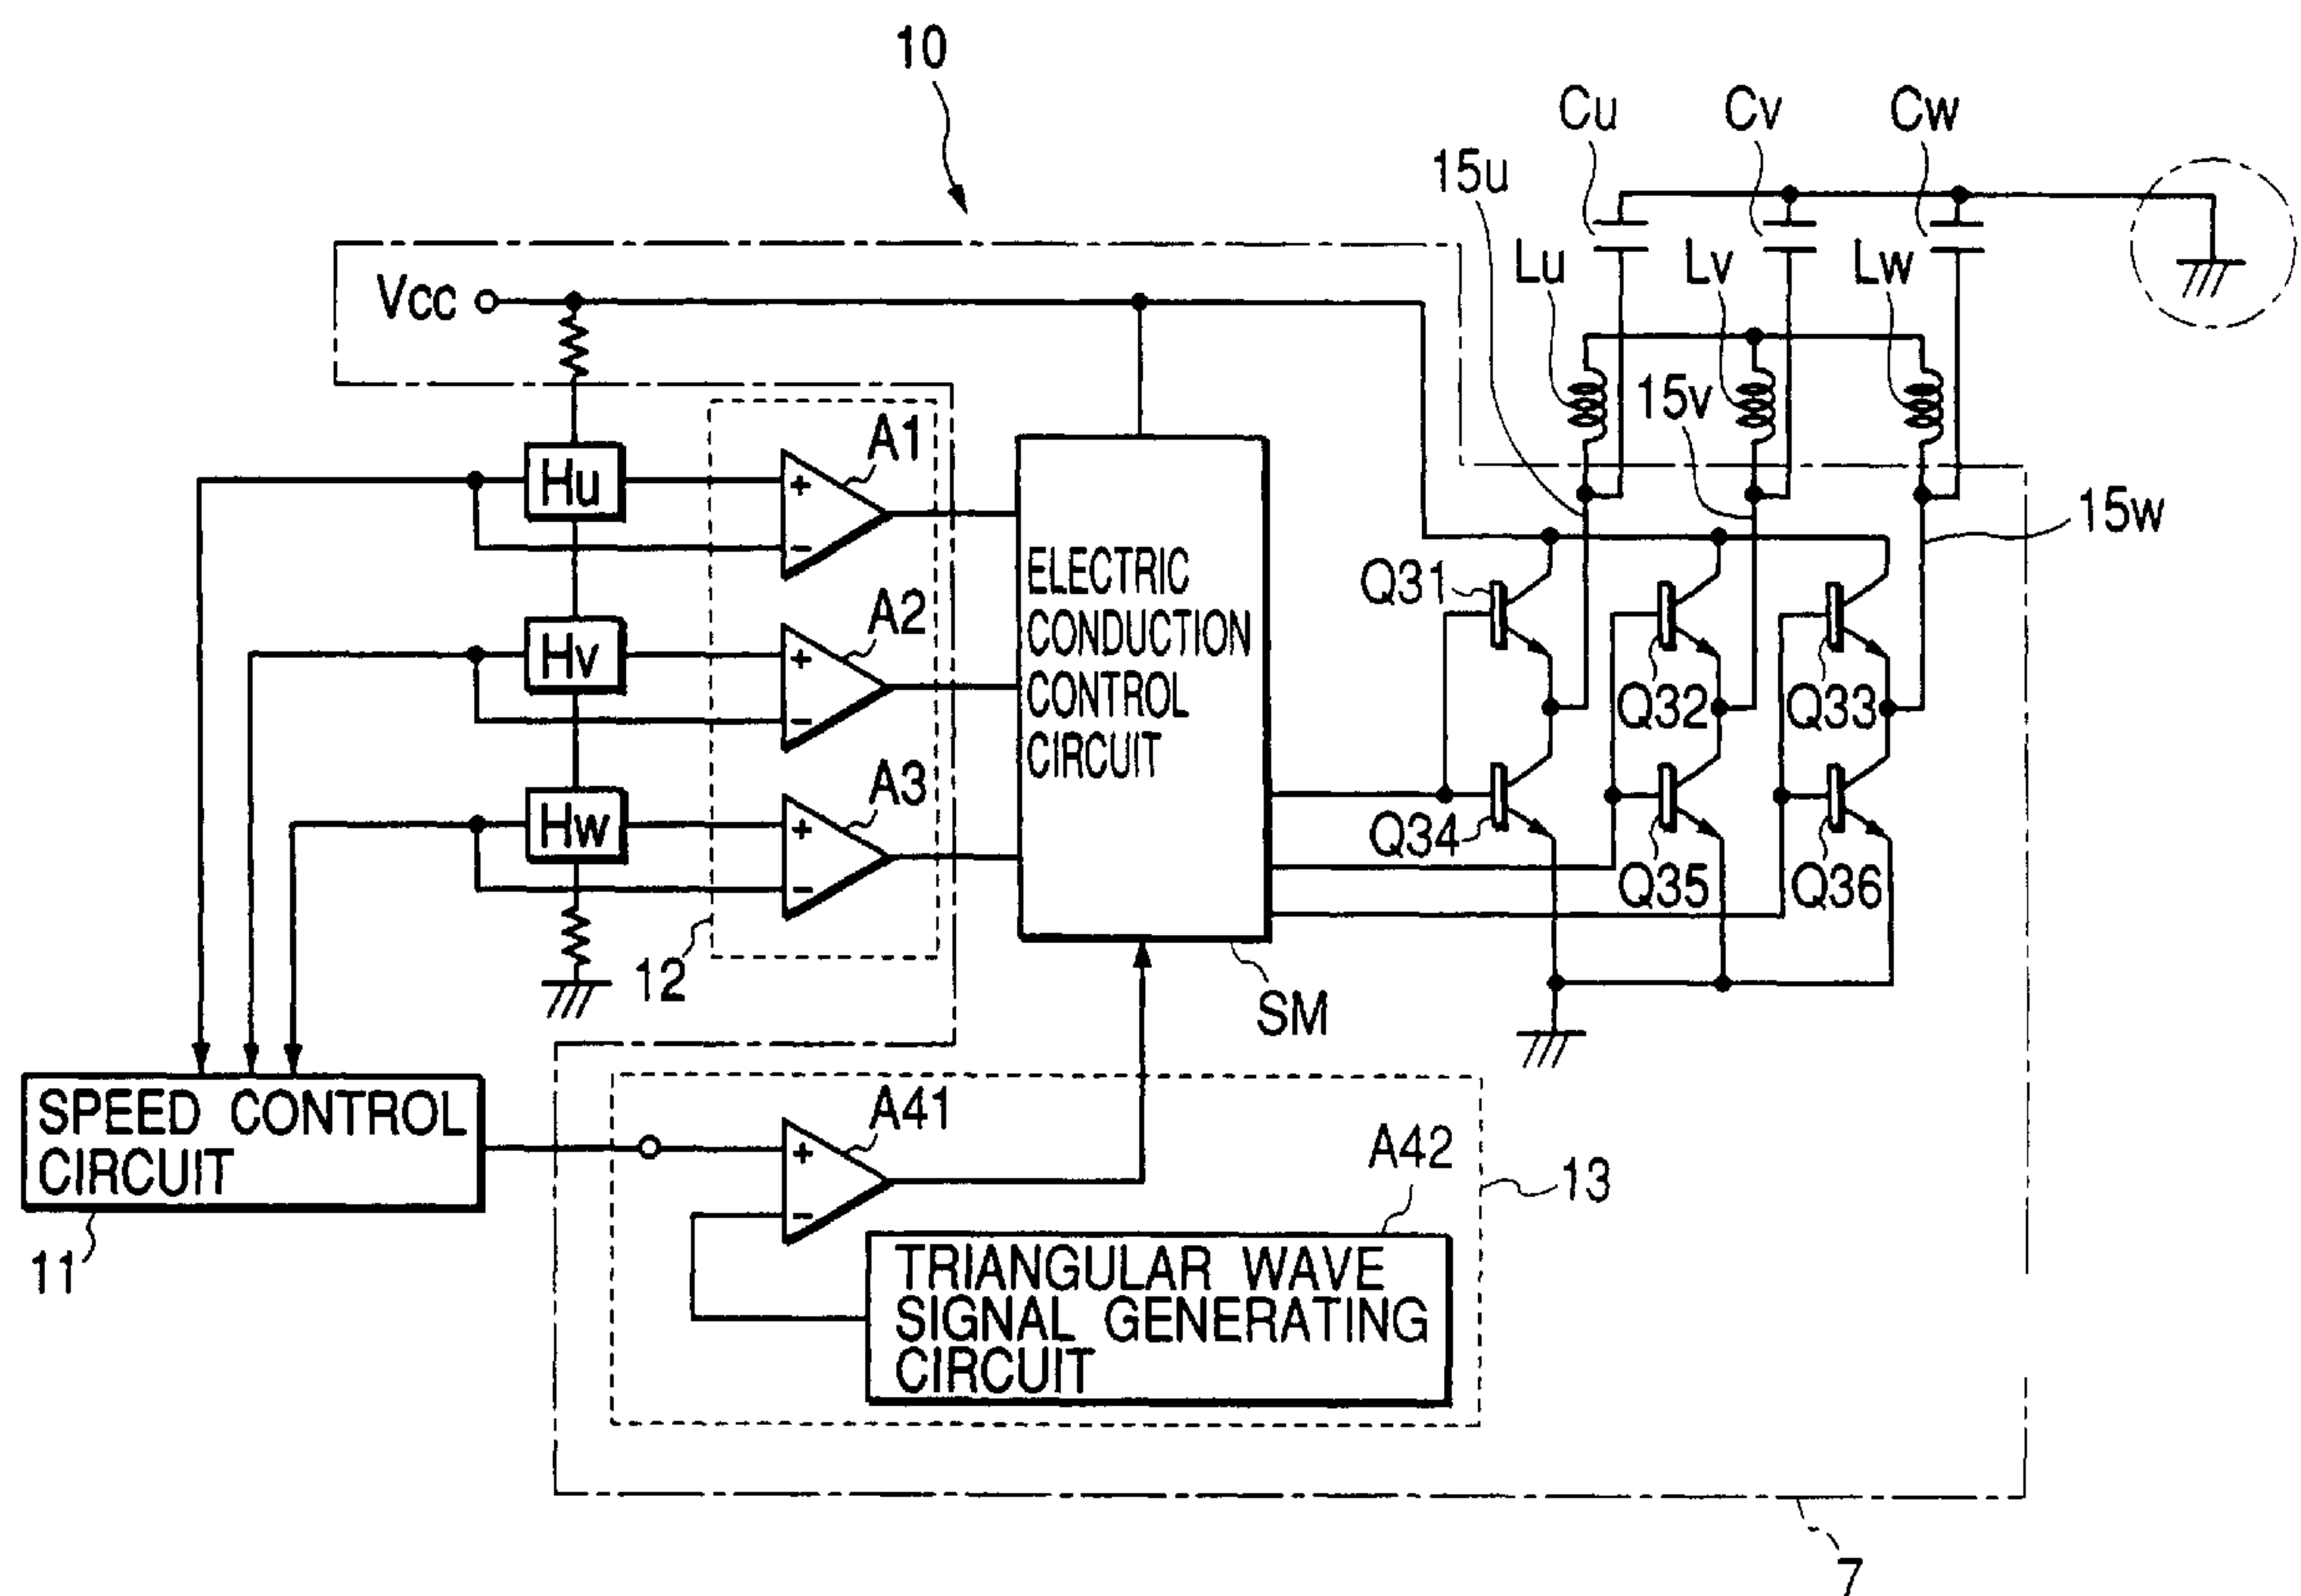 10
Cu Cv Cw
15u
Lu Lv Lw
Vcc
15v
A1
Hu + −
15w
ELECTRIC
CONDUCTION
CONTROL
CIRCUIT
Q31
A2
Hv + −
Q32 Q33
A3
Hw + −
Q34
Q35 Q36
12
SM
SPEED CONTROL
CIRCUIT
11
A41
+ −
A42
13
TRIANGULAR WAVE
SIGNAL GENERATING
CIRCUIT
7